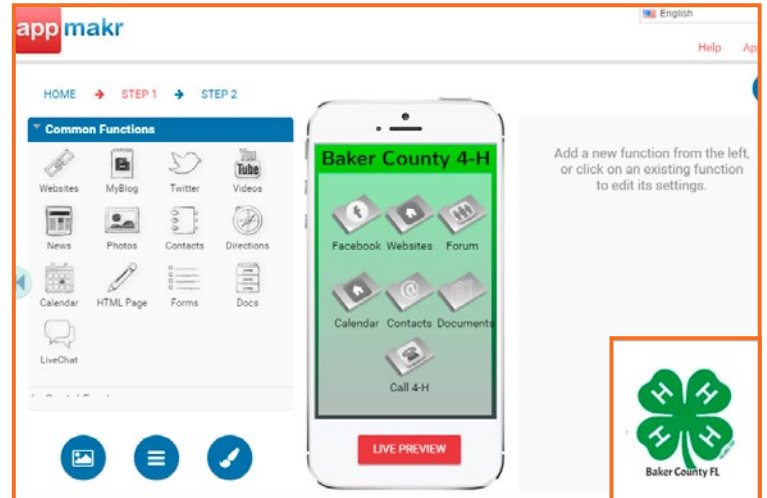 appmakr
English
Help Ap
HOME → STEP 1 → STEP 2
Common Functions
Websites MyBlog Twitter Videos
News Photos Contacts Directions
Calendar HTML Page Forms Docs
LiveChat
Baker County 4-H
Facebook Websites Forum
Calendar Contacts Documents
Call 4-H
LIVE PREVIEW
Add a new function from the left,
or click on an existing function
to edit its settings.
You
Tube
H H
H H
Baker County FL